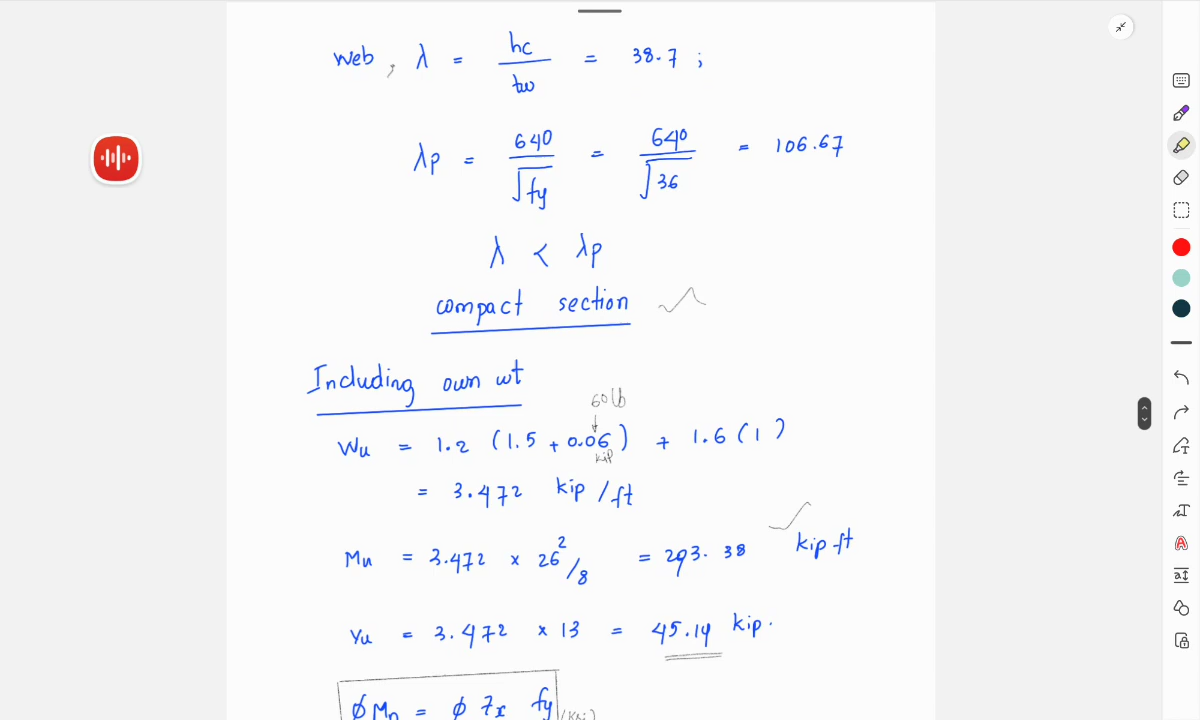 Web, λ = hc/tw = 38.7 ;
λp = 640/√fy = 640/√36 = 106.67
λ < λp
compact section
Including own wt
60 lb
Wu = 1.2 (1.5 + 0.06) + 1.6 (1)
kip
= 3.472 kip/ft
Mu = 3.472 × 26²/8 = 293.38 kip-ft
Vu = 3.472 × 13 = 45.14 kip.
φMn = φ Zx fy (ksi)